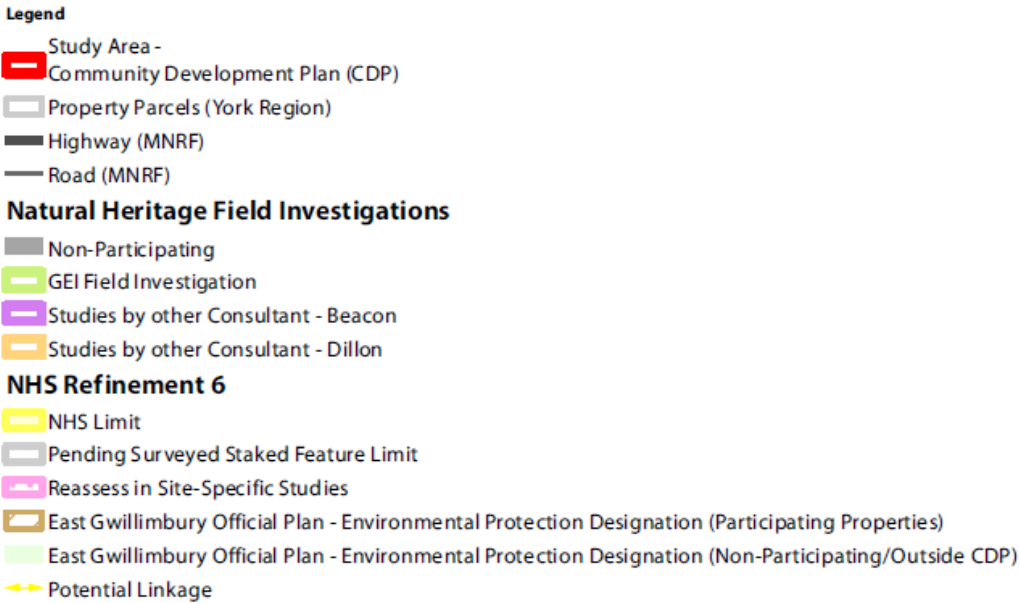 Legend
Study Area -
Community Development Plan (CDP)
Property Parcels (York Region)
Highway (MNRF)
Road (MNRF)
Natural Heritage Field Investigations
Non-Participating
GEI Field Investigation
Studies by other Consultant - Beacon
Studies by other Consultant - Dillon
NHS Refinement 6
NHS Limit
Pending Surveyed Staked Feature Limit
Reassess in Site-Specific Studies
East Gwillimbury Official Plan - Environmental Protection Designation (Participating Properties)
East Gwillimbury Official Plan - Environmental Protection Designation (Non-Participating/Outside CDP)
Potential Linkage